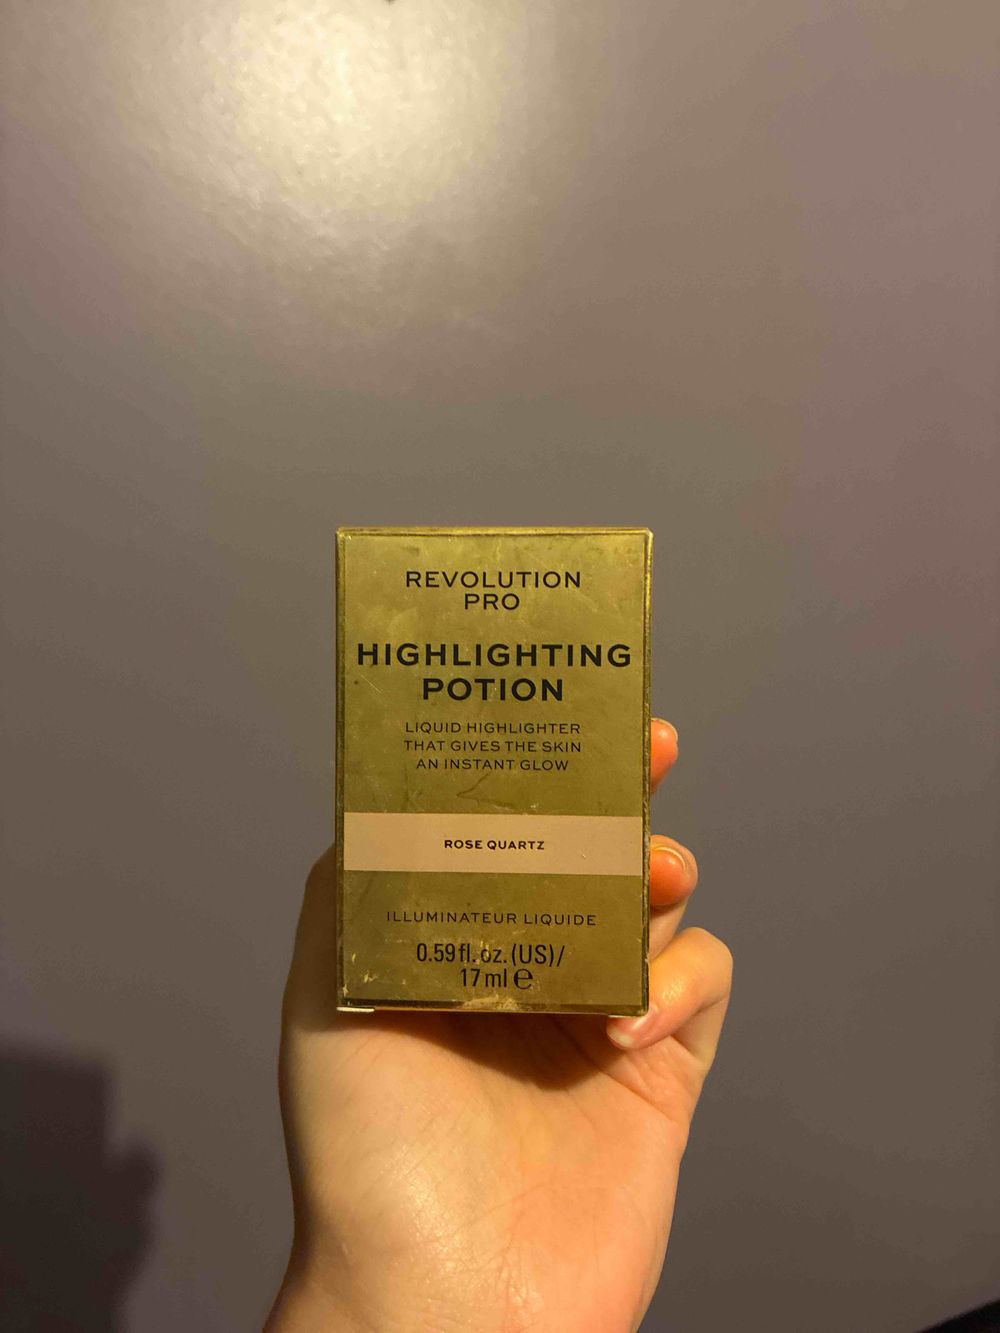 REVOLUTION
PRO
HIGHLIGHTING
POTION
LIQUID HIGHLIGHTER
THAT GIVES THE SKIN
AN INSTANT GLOW
ROSE QUARTZ
ILLUMINATEUR LIQUIDE
0.59 fl. oz. (US)/
17 ml ℮